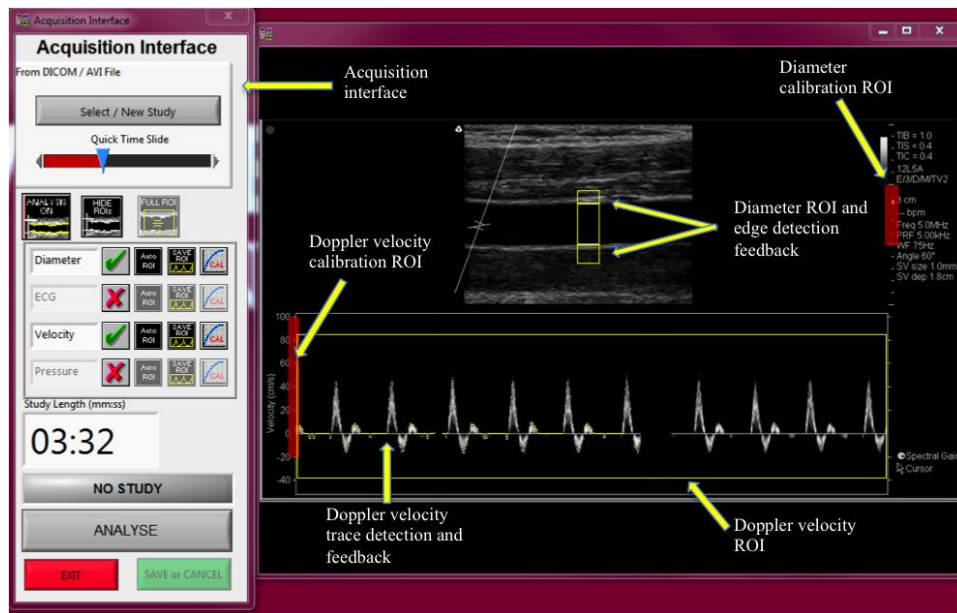 Acquisition Interface
Acquisition Interface
From DICOM / AVI File
Select / New Study
Quick Time Slide
ANALYSIS
ON
HIDE
ROIs
FULL ROI
Diameter
Auto
ROI
SAVE
ROI
CAL
ECG
Auto
ROI
SAVE
ROI
CAL
Velocity
Auto
ROI
SAVE
ROI
CAL
Pressure
Auto
ROI
SAVE
ROI
CAL
Study Length (mm:ss)
03:32
NO STUDY
ANALYSE
EXIT
SAVE or CANCEL
Acquisition
interface
Diameter
calibration ROI
Doppler velocity
calibration ROI
Diameter ROI and
edge detection
feedback
TIB = 1.0
TIS < 0.4
TIC = 0.4
12L5A
E/3/D/M/TV2
3 cm
--- bpm
Freq 5.0MHz
PRF 5.00kHz
WF 75Hz
Angle 60°
SV size 1.0mm
SV dep 1.8cm
Velocity (cm/s)
100
80
60
40
20
0
-20
-40
Spectral Gain
Cursor
Doppler velocity
trace detection and
feedback
Doppler velocity
ROI